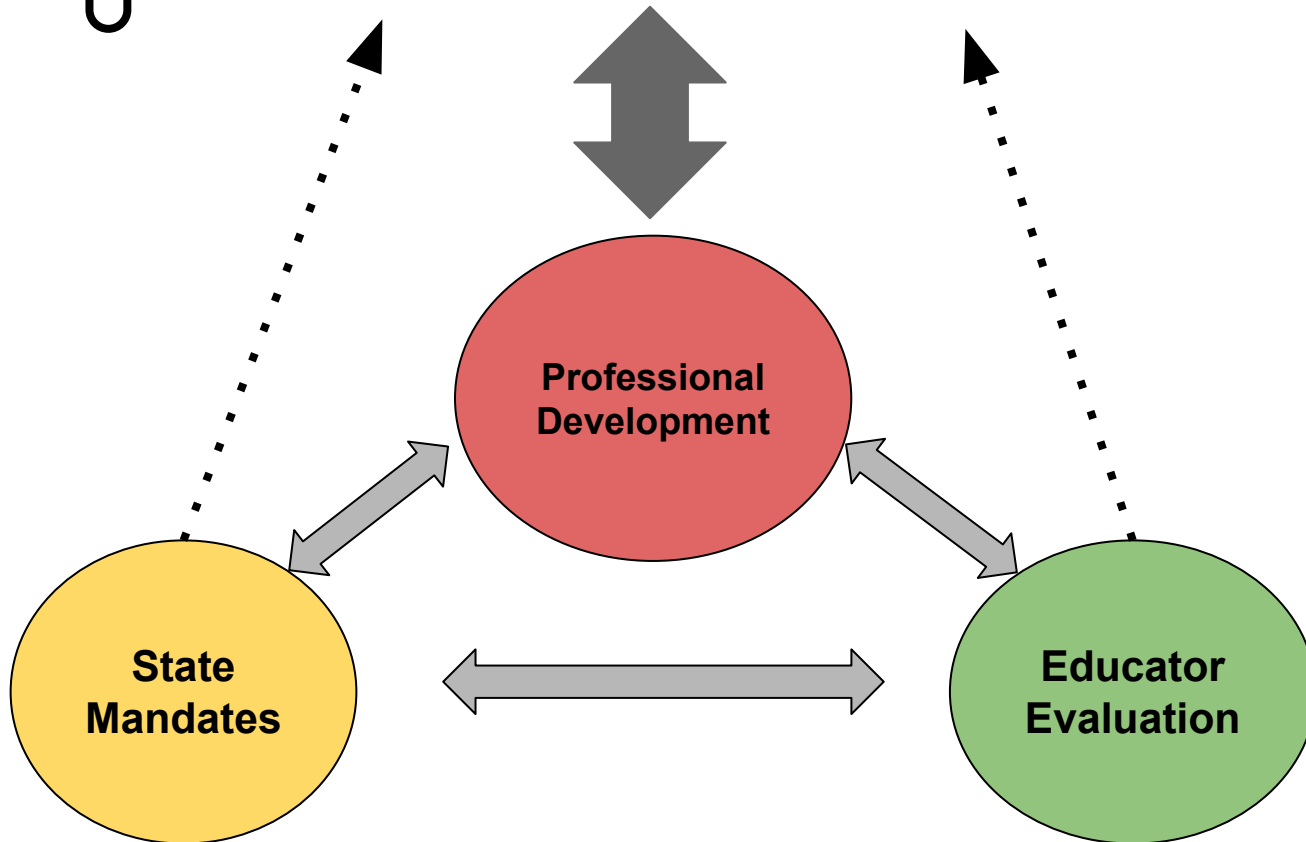 Professional
Development
State
Mandates
Educator
Evaluation